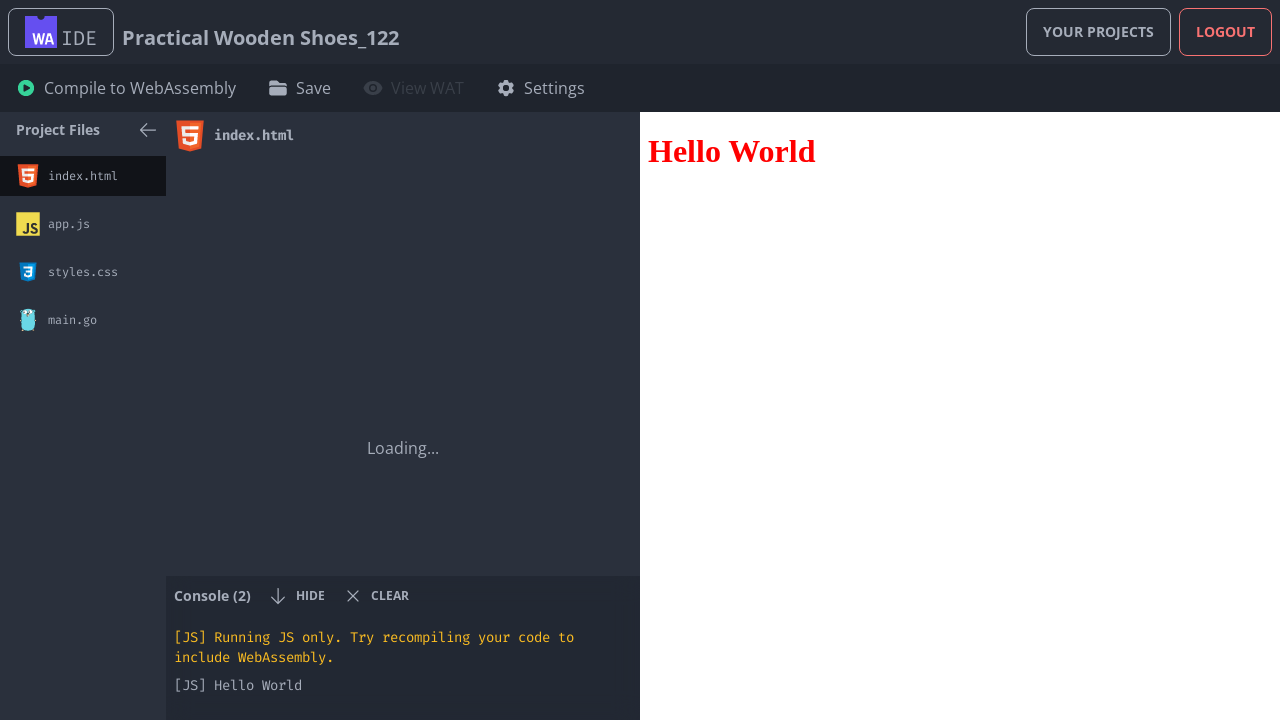 WA IDE
Practical Wooden Shoes_122
YOUR PROJECTS
LOGOUT
Compile to WebAssembly
Save
View WAT
Settings
Project Files
index.html
app.js
styles.css
main.go
index.html
Loading...
Console (2)
HIDE
CLEAR
[JS] Running JS only. Try recompiling your code to
include WebAssembly.
[JS] Hello World
Hello World